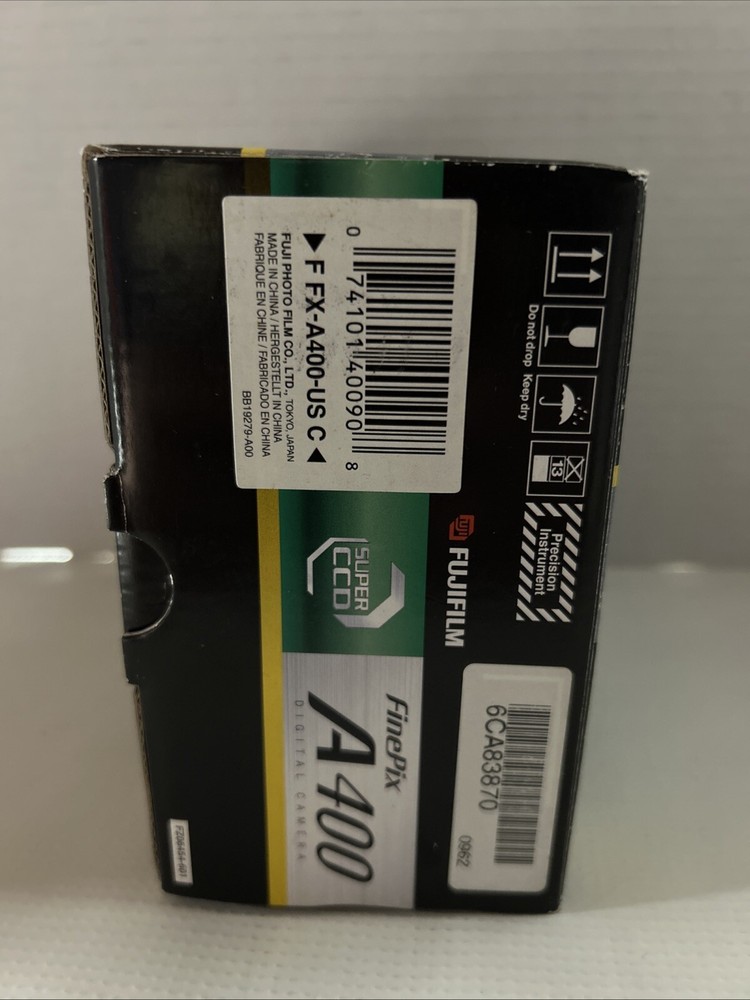 0 74101 40090 8
F FX-A400-US C
FUJI PHOTO FILM CO., LTD., TOKYO, JAPAN
MADE IN CHINA / HERGESTELLT IN CHINA
FABRIQUE EN CHINE / FABRICADO EN CHINA
BB19279-A00
Do not drop
Keep dry
13
Precision
Instrument
FUJI
FUJIFILM
SUPER
CCD
FinePix
A400
DIGITAL CAMERA
6CA83870
0962